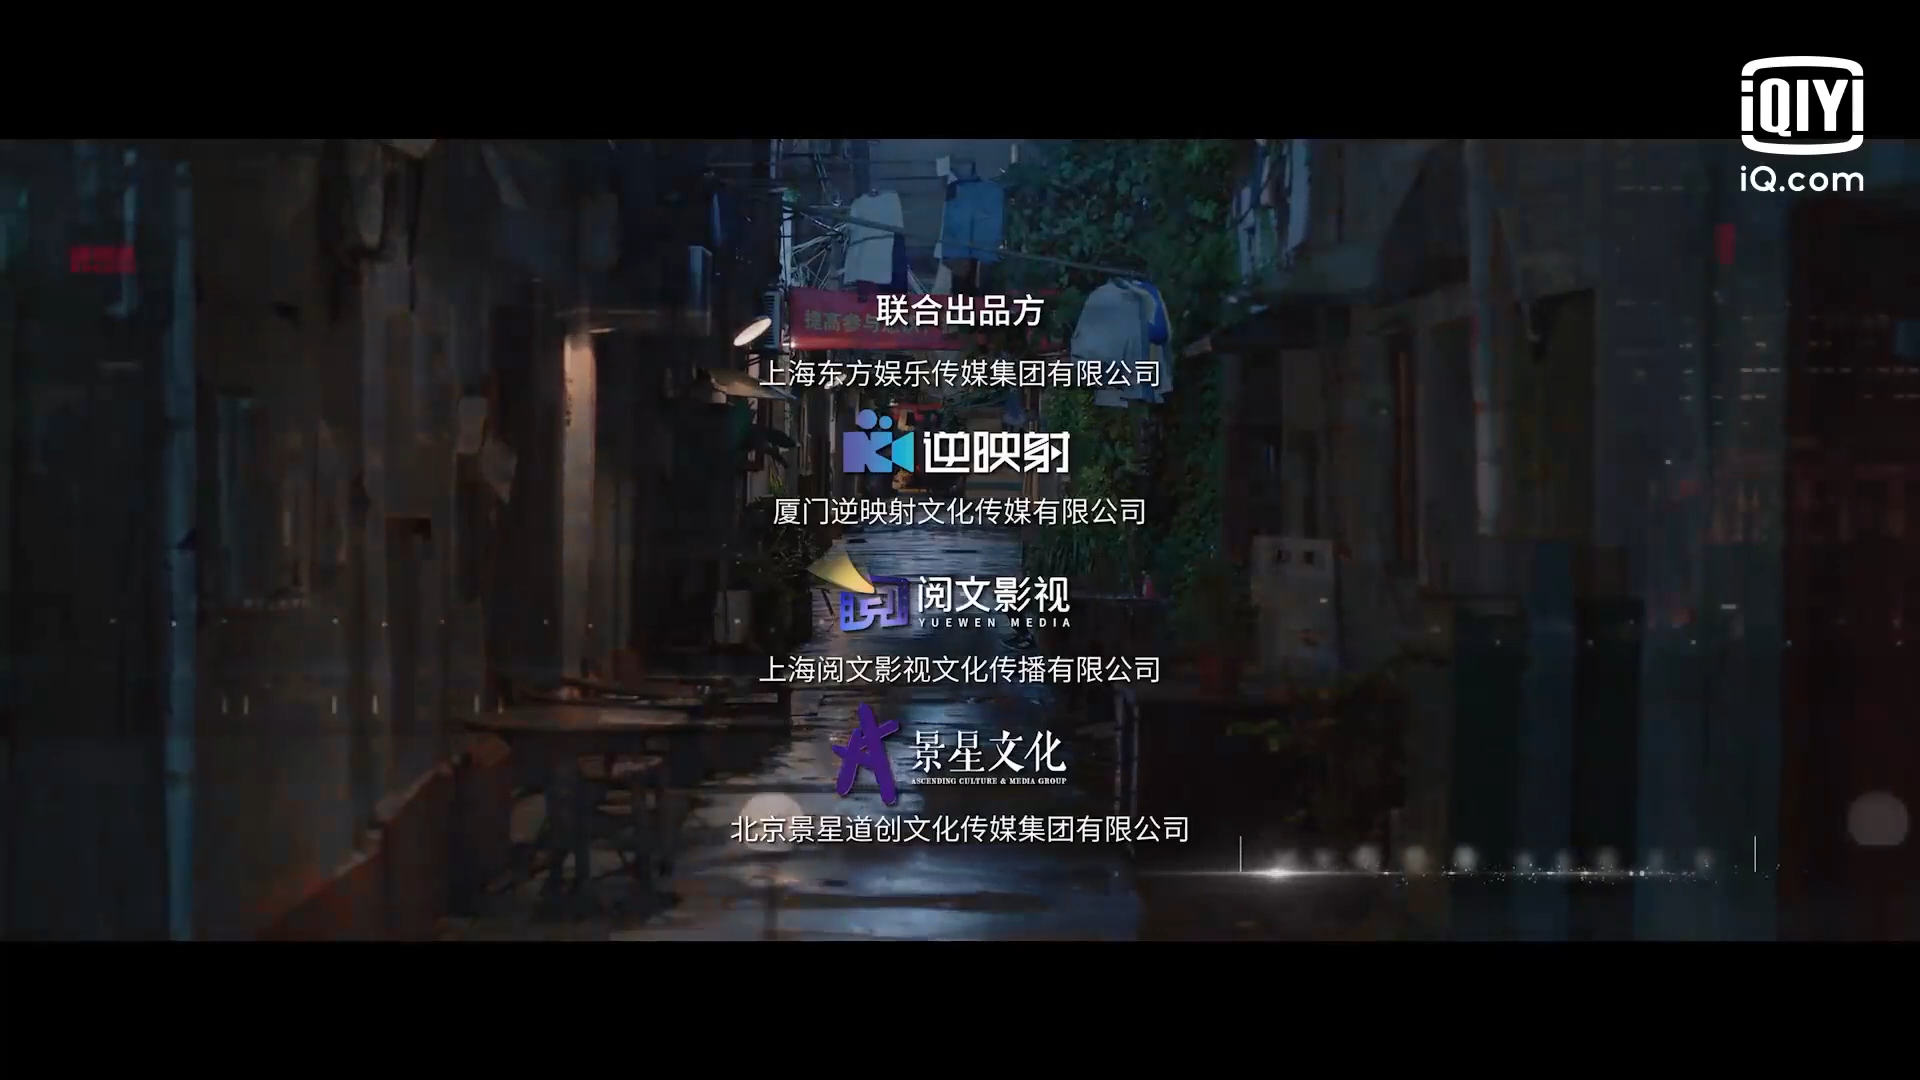 iQIYI
iQ.com
联合出品方
提高参与
上海东方娱乐传媒集团有限公司
逆映射
厦门逆映射文化传媒有限公司
阅文影视
YUEWEN MEDIA
上海阅文影视文化传播有限公司
景星文化
ASCENDING CULTURE & MEDIA GROUP
北京景星道创文化传媒集团有限公司